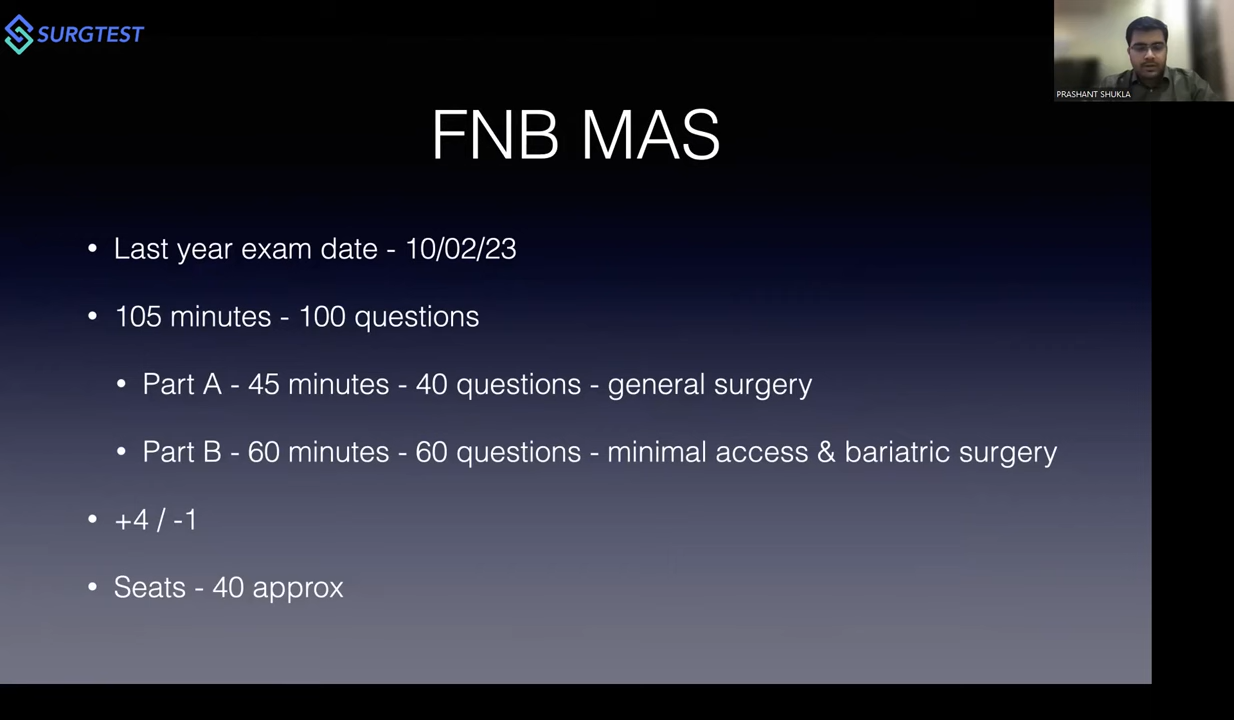 SURGTEST
PRASHANT SHUKLA
FNB MAS
• Last year exam date - 10/02/23
• 105 minutes - 100 questions
• Part A - 45 minutes - 40 questions - general surgery
• Part B - 60 minutes - 60 questions - minimal access & bariatric surgery
• +4 / -1
• Seats - 40 approx